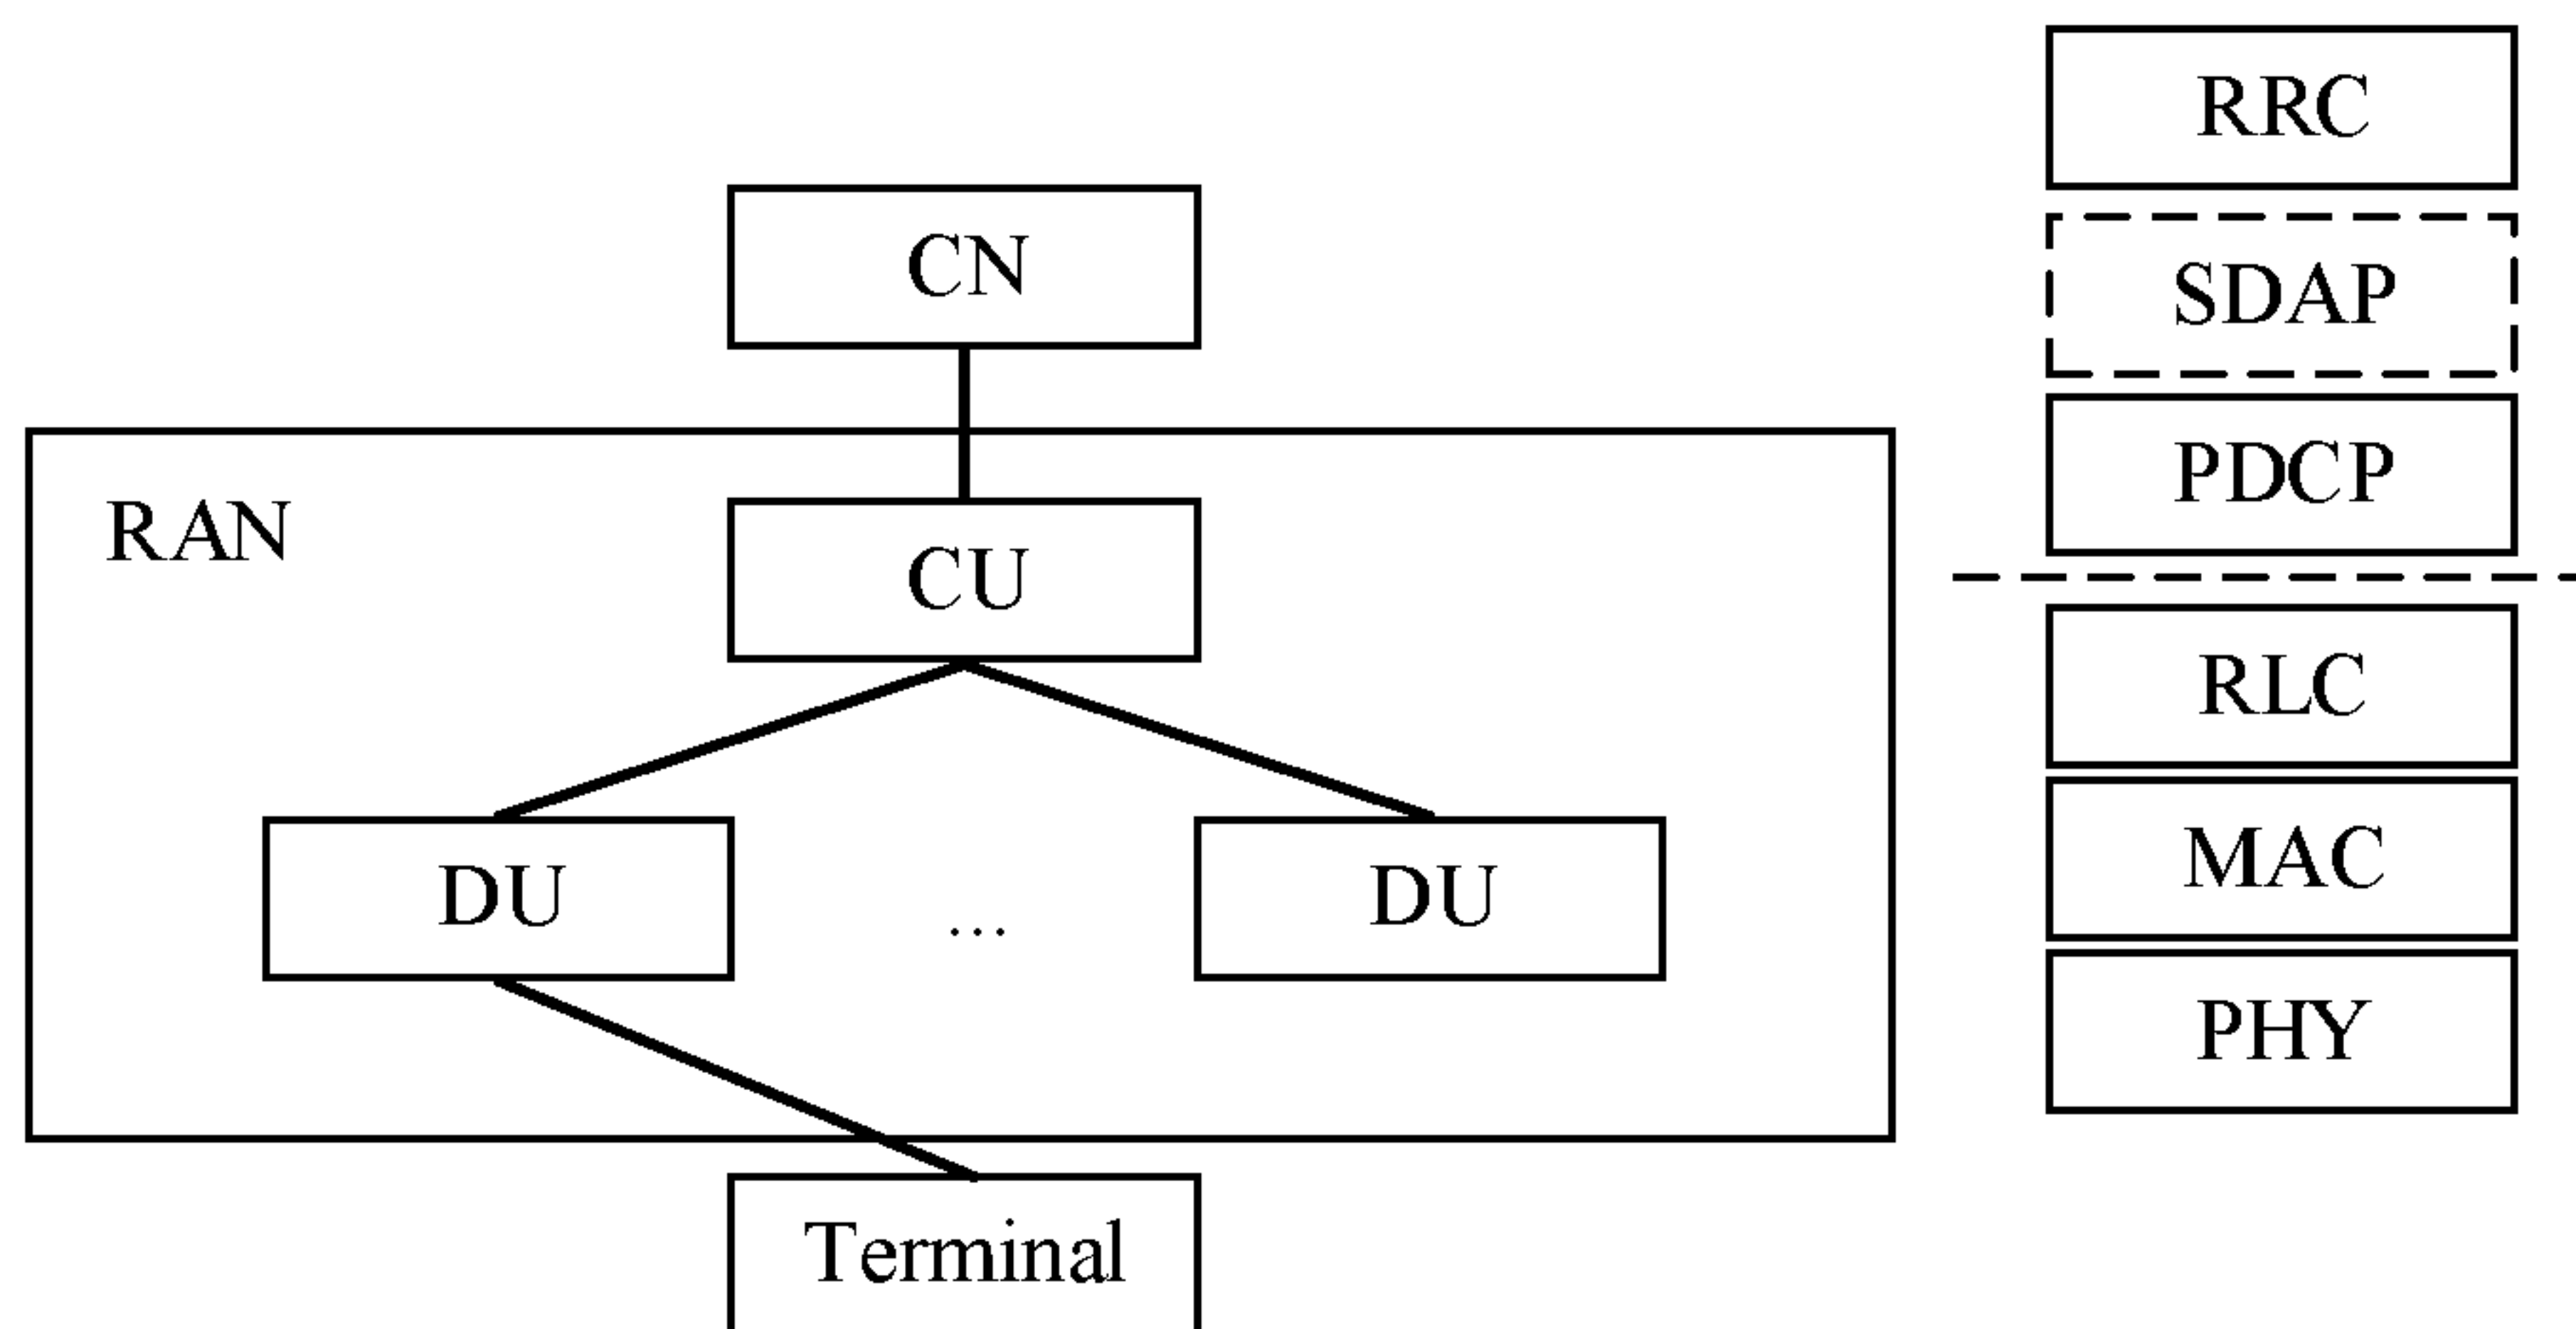 CN
RAN
CU
DU
...
DU
Terminal
RRC
SDAP
PDCP
RLC
MAC
PHY